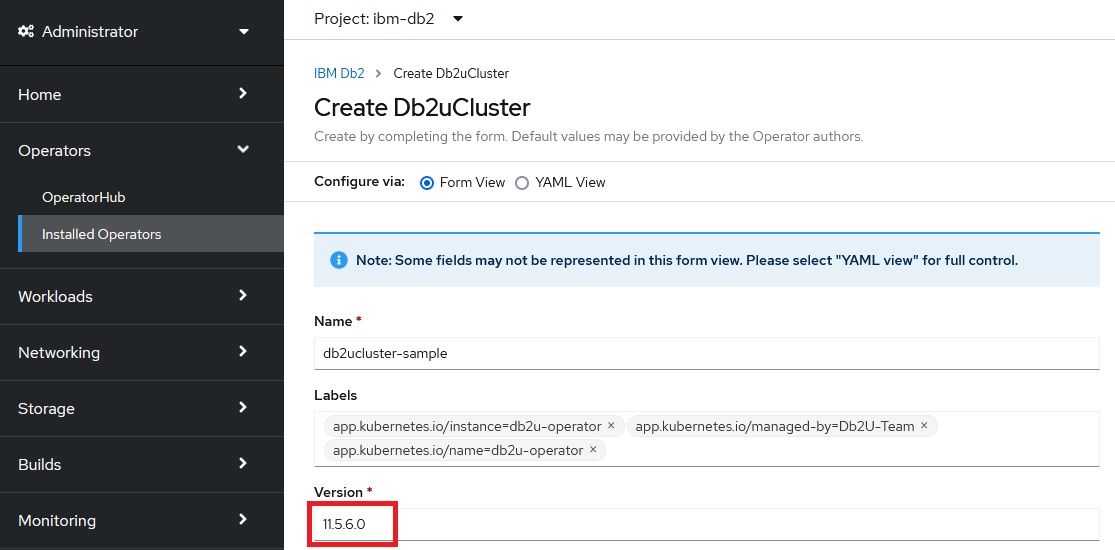 Administrator
Home
Operators
OperatorHub
Installed Operators
Workloads
Networking
Storage
Builds
Monitoring
Project: ibm-db2
IBM Db2 > Create Db2uCluster
Create Db2uCluster
Create by completing the form. Default values may be provided by the Operator authors.
Configure via: Form View YAML View
Note: Some fields may not be represented in this form view. Please select "YAML view" for full control.
Name *
db2ucluster-sample
Labels
app.kubernetes.io/instance=db2u-operator × app.kubernetes.io/managed-by=Db2U-Team ×
app.kubernetes.io/name=db2u-operator ×
Version *
11.5.6.0